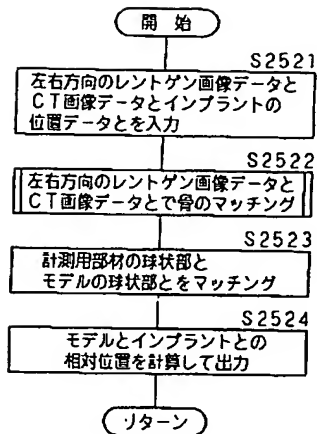 開 始
S2521
左右方向のレントゲン画像データと
CT画像データとインプラントの
位置データとを入力
S2522
左右方向のレントゲン画像データと
CT画像データとで骨のマッチング
S2523
計測用部材の球状部と
モデルの球状部とをマッチング
S2524
モデルとインプラントとの
相対位置を計算して出力
リターン